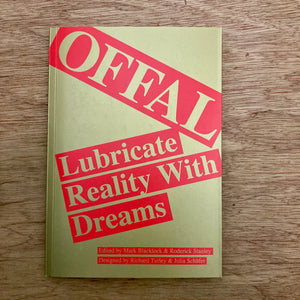 OFFAL
Lubricate
Reality With
Dreams
Edited by Mark Blacklock & Roderick Stanley
Designed by Richard Turley & Julia Schäfer